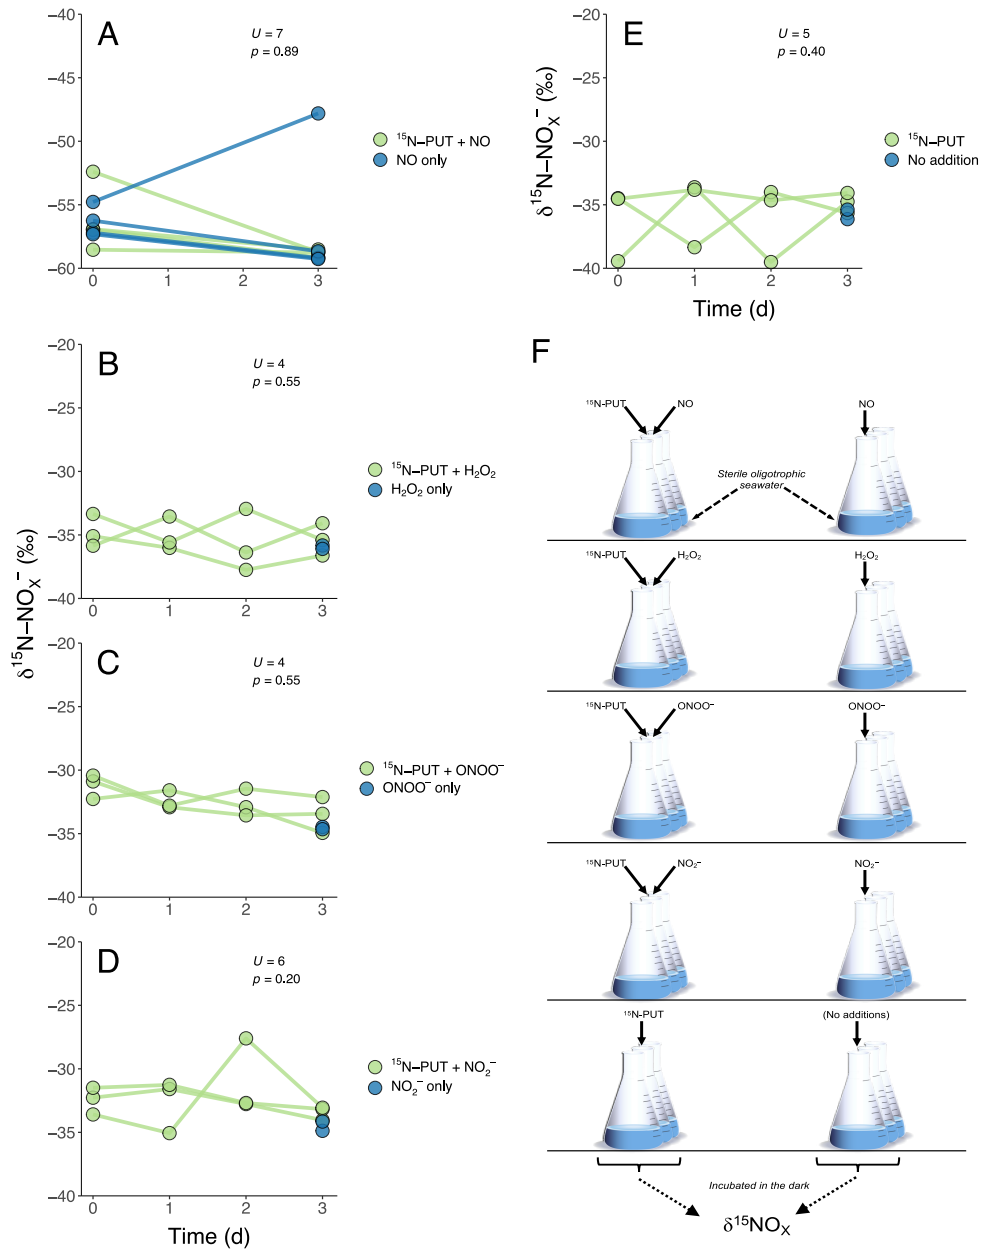 A
U = 7
p = 0.89
−40
−50
−55
−60
0 1 2 3
¹⁵N−PUT + NO
NO only
E
U = 5
p = 0.40
δ¹⁵N−NOₓ⁻ (‰)
−20
−25
−35
−40
0 1 2 3
Time (d)
¹⁵N−PUT
No addition
B
U = 4
p = 0.55
−20
−30
−35
−40
0 1 2 3
¹⁵N−PUT + H₂O₂
H₂O₂ only
δ¹⁵N−NOₓ⁻ (‰)
C
U = 4
p = 0.55
−20
−25
−30
−35
−40
0 1 2 3
¹⁵N−PUT + ONOO⁻
ONOO⁻ only
D
U = 6
p = 0.20
−20
−25
−30
−35
−40
0 1 2 3
Time (d)
¹⁵N−PUT + NO₂⁻
NO₂⁻ only
F
¹⁵N-PUT NO
NO
Sterile oligotrophic
seawater
¹⁵N-PUT H₂O₂
H₂O₂
¹⁵N-PUT ONOO⁻
ONOO⁻
¹⁵N-PUT NO₂⁻
NO₂⁻
¹⁵N-PUT
(No additions)
Incubated in the dark
δ¹⁵NOₓ